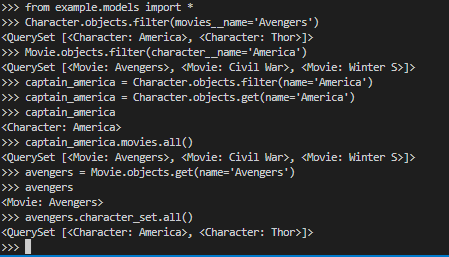 >>> from example.models import *
>>> Character.objects.filter(movies__name='Avengers')
<QuerySet [<Character: America>, <Character: Thor>]>
>>> Movie.objects.filter(character__name='America')
<QuerySet [<Movie: Avengers>, <Movie: Civil War>, <Movie: Winter S>]>
>>> captain_america = Character.objects.filter(name='America')
>>> captain_america = Character.objects.get(name='America')
>>> captain_america
<Character: America>
>>> captain_america.movies.all()
<QuerySet [<Movie: Avengers>, <Movie: Civil War>, <Movie: Winter S>]>
>>> avengers = Movie.objects.get(name='Avengers')
>>> avengers
<Movie: Avengers>
>>> avengers.character_set.all()
<QuerySet [<Character: America>, <Character: Thor>]>
>>>